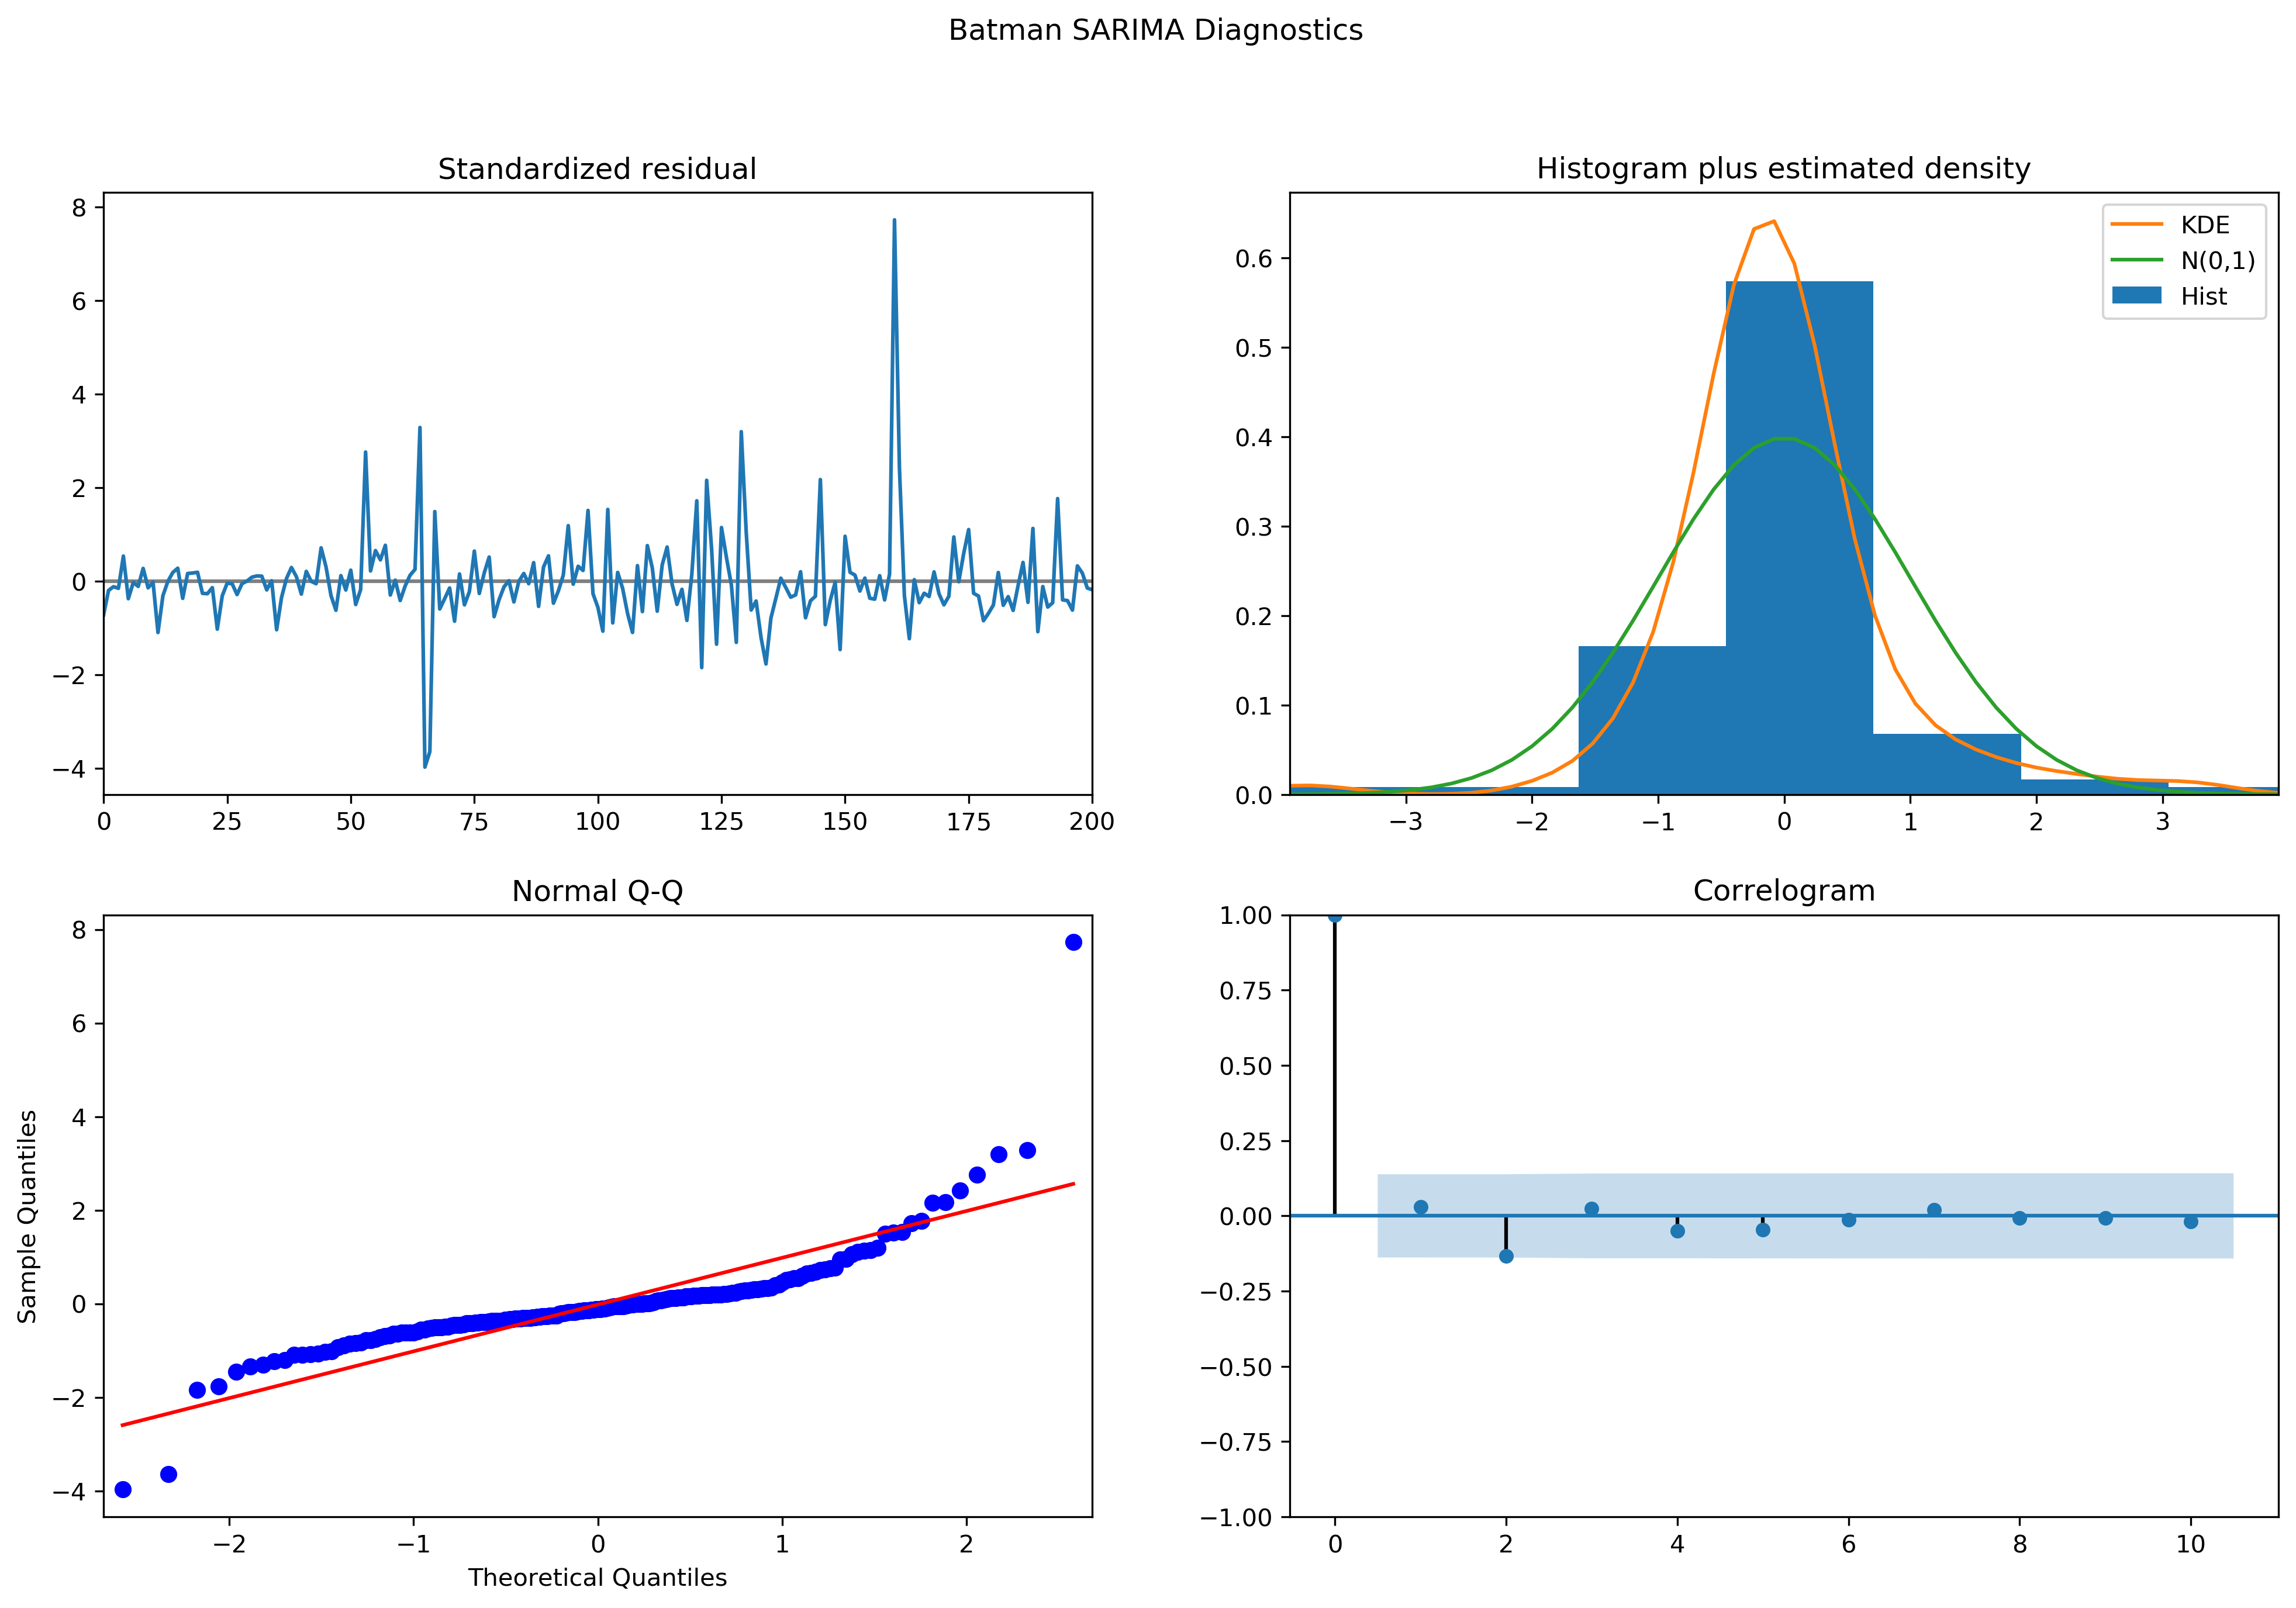 Batman SARIMA Diagnostics
Standardized residual
8
6
4
2
0
−2
−4
0 25 50 75 100 125 150 175 200
Histogram plus estimated density
KDE
N(0,1)
Hist
0.6
0.5
0.4
0.3
0.2
0.1
0.0
−3 −2 −1 0 1 2 3
Normal Q-Q
Sample Quantiles
8
6
4
2
0
−2
−4
−2 −1 0 1 2
Theoretical Quantiles
Correlogram
1.00
0.75
0.50
0.25
0.00
−0.25
−0.50
−0.75
−1.00
0 2 4 6 8 10